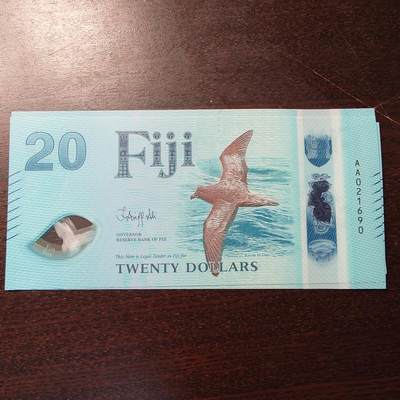 20 Fiji
AA021690
GOVERNOR
RESERVE BANK OF FIJI
This Note is Legal Tender in Fiji for
TWENTY DOLLARS